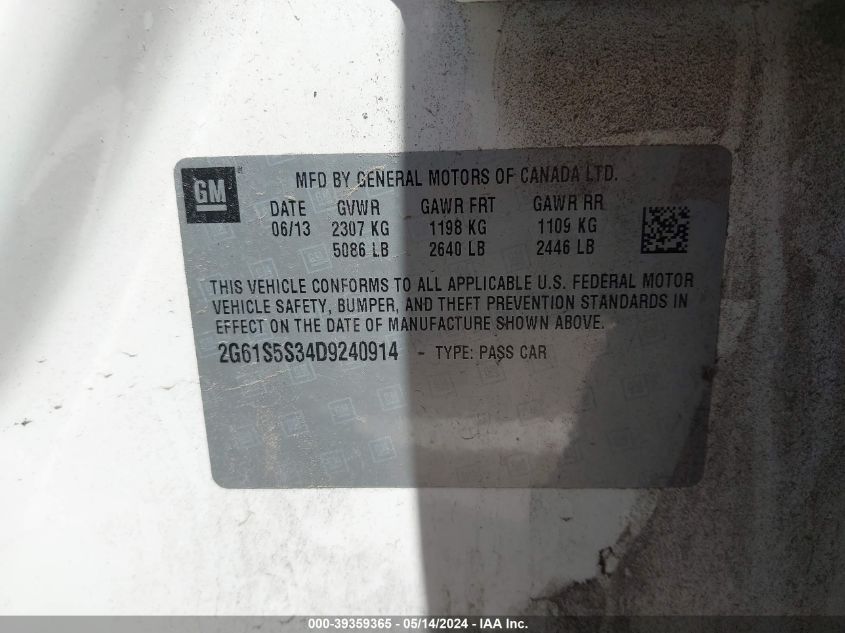 GM
MFD BY GENERAL MOTORS OF CANADA LTD.
DATE GVWR GAWR FRT GAWR RR
06/13 2307 KG 1198 KG 1109 KG
5086 LB 2640 LB 2446 LB
THIS VEHICLE CONFORMS TO ALL APPLICABLE U.S. FEDERAL MOTOR
VEHICLE SAFETY, BUMPER, AND THEFT PREVENTION STANDARDS IN
EFFECT ON THE DATE OF MANUFACTURE SHOWN ABOVE.
2G61S5S34D9240914 - TYPE: PASS CAR
000-39359365 - 05/14/2024 - IAA Inc.